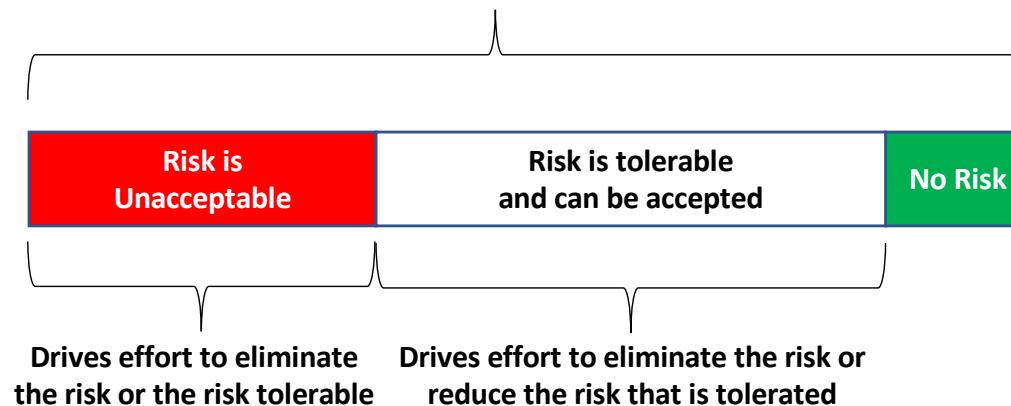 Risk is
Unacceptable
Risk is tolerable
and can be accepted
No Risk
Drives effort to eliminate
the risk or the risk tolerable
Drives effort to eliminate the risk or
reduce the risk that is tolerated